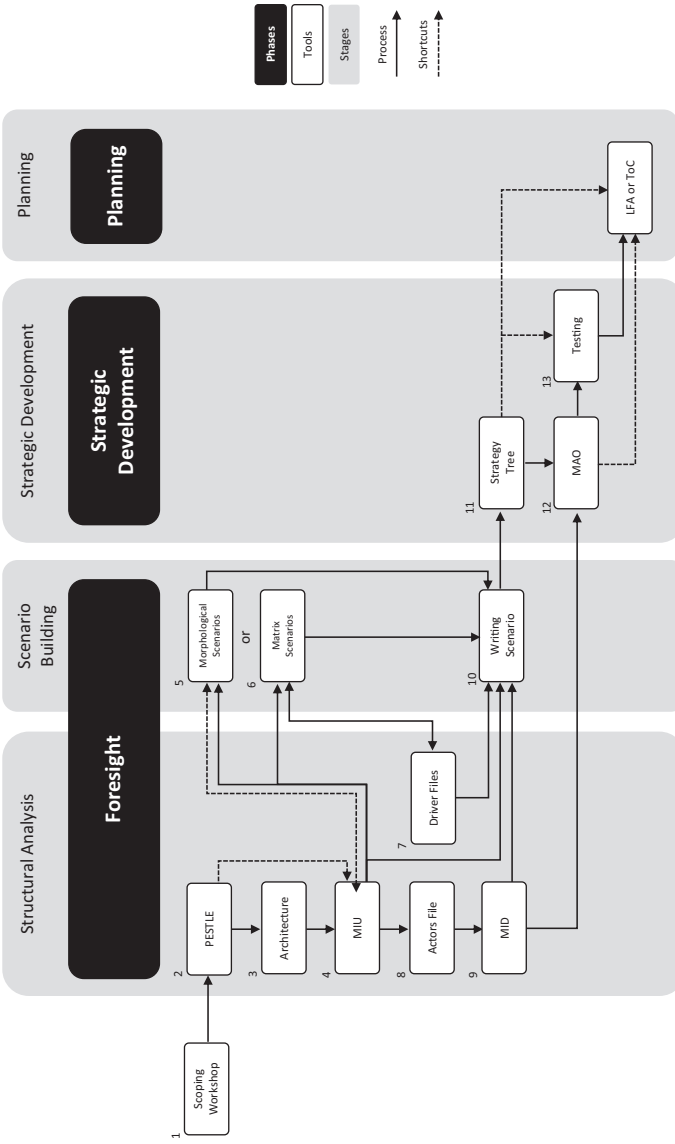 Structural Analysis
Scenario
Building
Strategic Development
Planning
Foresight
Strategic
Development
Planning
Phases
Tools
Stages
Process
Shortcuts
1
Scoping
Workshop
2
PESTLE
3
Architecture
4
MIU
8
Actors File
9
MID
7
Driver Files
5
Morphological
Scenarios
or
6
Matrix
Scenarios
10
Writing
Scenario
11
Strategy
Tree
12
MAO
13
Testing
LFA or ToC